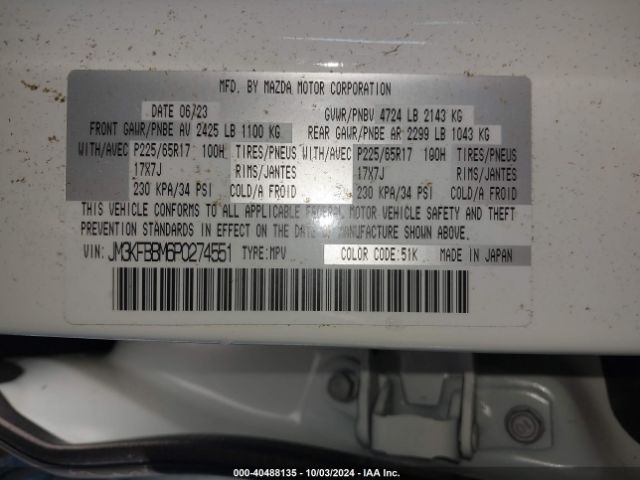 MFD. BY MAZDA MOTOR CORPORATION
DATE 06/23 GVWR/PNBV 4724 LB 2143 KG
FRONT GAWR/PNBE AV 2425 LB 1100 KG REAR GAWR/PNBE AR 2299 LB 1043 KG
WITH/AVEC P225/65R17 100H TIRES/PNEUS WITH/AVEC P225/65R17 100H TIRES/PNEUS
17X7J RIMS/JANTES 17X7J RIMS/JANTES
230 KPA/34 PSI COLD/A FROID 230 KPA/34 PSI COLD/A FROID
THIS VEHICLE CONFORMS TO ALL APPLICABLE FEDERAL MOTOR VEHICLE SAFETY AND THEFT
PREVENTION STANDARDS IN EFFECT ON THE DATE OF MANUFACTURE SHOWN ABOVE.
VIN: JM3KFBBM6P0274551 TYPE:MPV COLOR CODE:51K MADE IN JAPAN
000-40488135 - 10/03/2024 - IAA Inc.